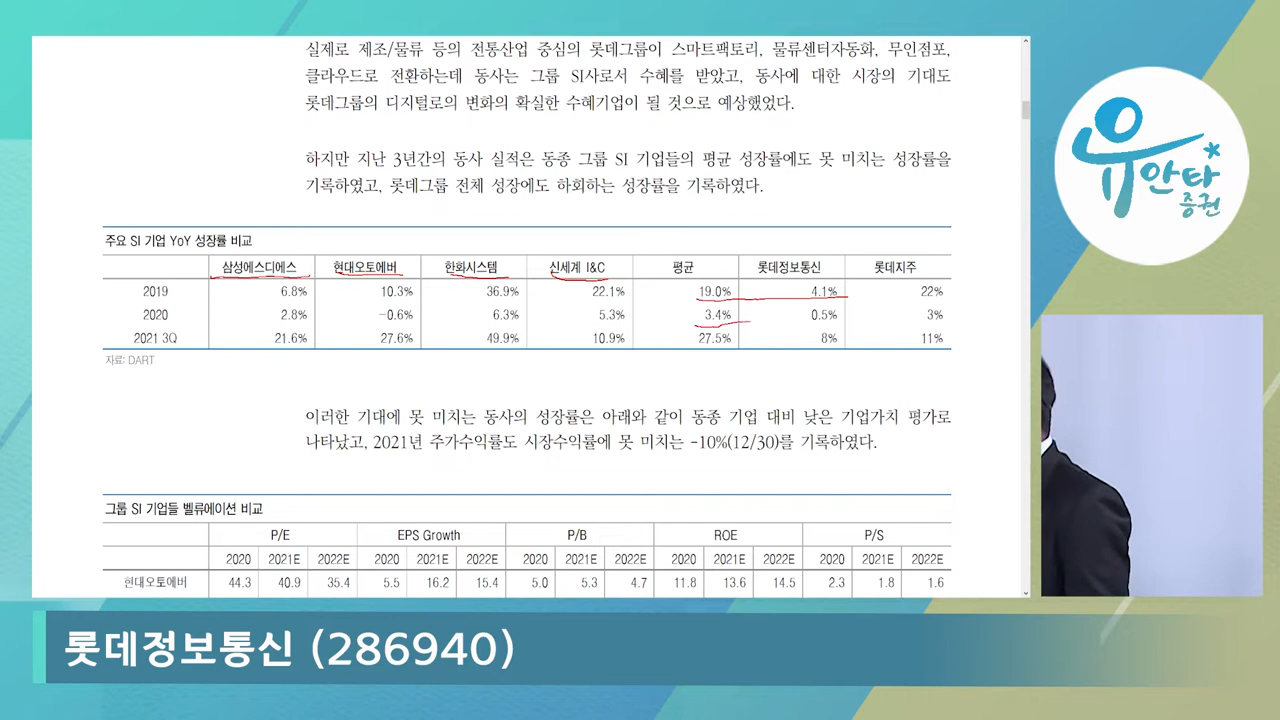 실제로 제조/물류 등의 전통산업 중심의 롯데그룹이 스마트팩토리, 물류센터자동화, 무인점포,
클라우드로 전환하는데 동사는 그룹 SI사로서 수혜를 받았고, 동사에 대한 시장의 기대도
롯데그룹의 디지털로의 변화의 확실한 수혜기업이 될 것으로 예상했었다.
하지만 지난 3년간의 동사 실적은 동종 그룹 SI 기업들의 평균 성장률에도 못 미치는 성장률을
기록하였고, 롯데그룹 전체 성장에도 하회하는 성장률을 기록하였다.
주요 SI 기업 YoY 성장률 비교
삼성에스디에스 현대오토에버 한화시스템 신세계 I&C 평균 롯데정보통신 롯데지주
2019 6.8% 10.3% 36.9% 22.1% 19.0% 4.1% 22%
2020 2.8% -0.6% 6.3% 5.3% 3.4% 0.5% 3%
2021 3Q 21.6% 27.6% 49.9% 10.9% 27.5% 8% 11%
자료: DART
이러한 기대에 못 미치는 동사의 성장률은 아래와 같이 동종 기업 대비 낮은 기업가치 평가로
나타났고, 2021년 주가수익률도 시장수익률에 못 미치는 -10%(12/30)를 기록하였다.
그룹 SI 기업들 벨류에이션 비교
P/E EPS Growth P/B ROE P/S
2020 2021E 2022E 2020 2021E 2022E 2020 2021E 2022E 2020 2021E 2022E 2020 2021E 2022E
현대오토에버 44.3 40.9 35.4 5.5 16.2 15.4 5.0 5.3 4.7 11.8 13.6 14.5 2.3 1.8 1.6
유안타
증권
롯데정보통신 (286940)